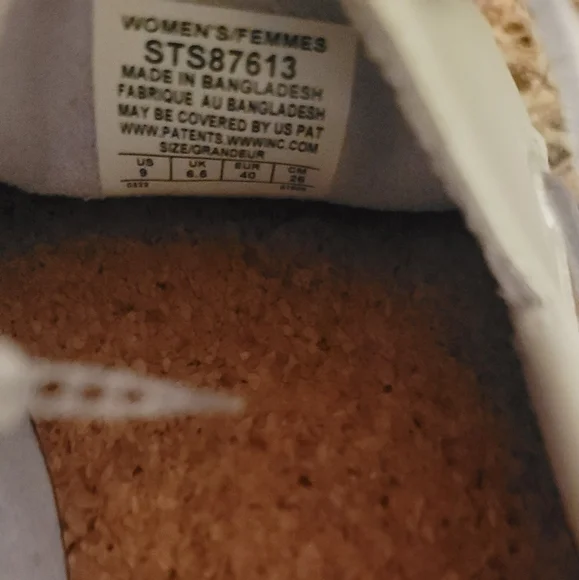 WOMEN'S/FEMMES
STS87613
MADE IN BANGLADESH
FABRIQUE AU BANGLADESH
MAY BE COVERED BY US PAT
WWW.PATENTS.WWWINC.COM
SIZE/GRANDEUR
US UK EUR CM
9 6.5 40 26